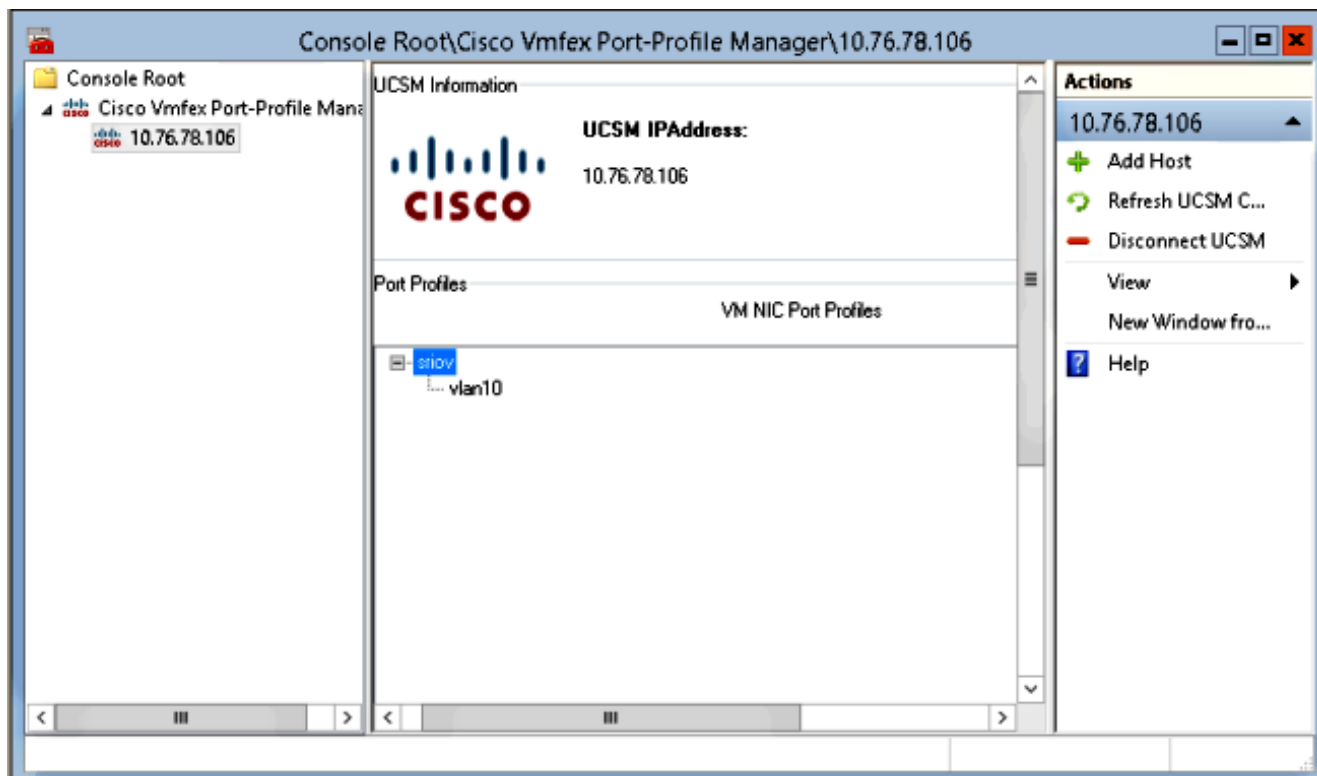 Console Root\Cisco Vmfex Port-Profile Manager\10.76.78.106
Console Root
Cisco Vmfex Port-Profile Mana
10.76.78.106
UCSM Information
CISCO
UCSM IPAddress:
10.76.78.106
Port Profiles
VM NIC Port Profiles
sriov
vlan10
Actions
10.76.78.106
Add Host
Refresh UCSM C...
Disconnect UCSM
View
New Window fro...
Help